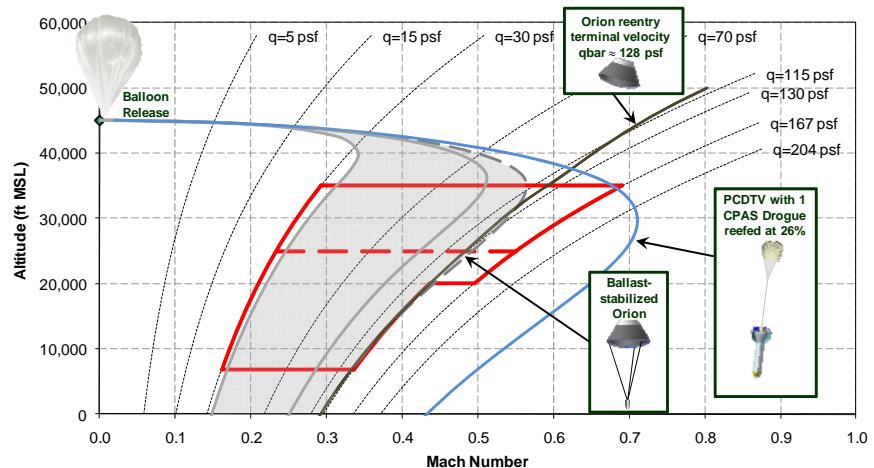 60,000
50,000
40,000
30,000
20,000
10,000
0
Altitude (ft MSL)
0.0
0.1
0.2
0.3
0.4
0.5
0.6
0.7
0.8
0.9
1.0
Mach Number
Balloon
Release
q=5 psf
q=15 psf
q=30 psf
q=70 psf
q=115 psf
q=130 psf
q=167 psf
q=204 psf
Orion reentry
terminal velocity
qbar ≈ 128 psf
PCDTV with 1
CPAS Drogue
reefed at 26%
Ballast-
stabilized
Orion